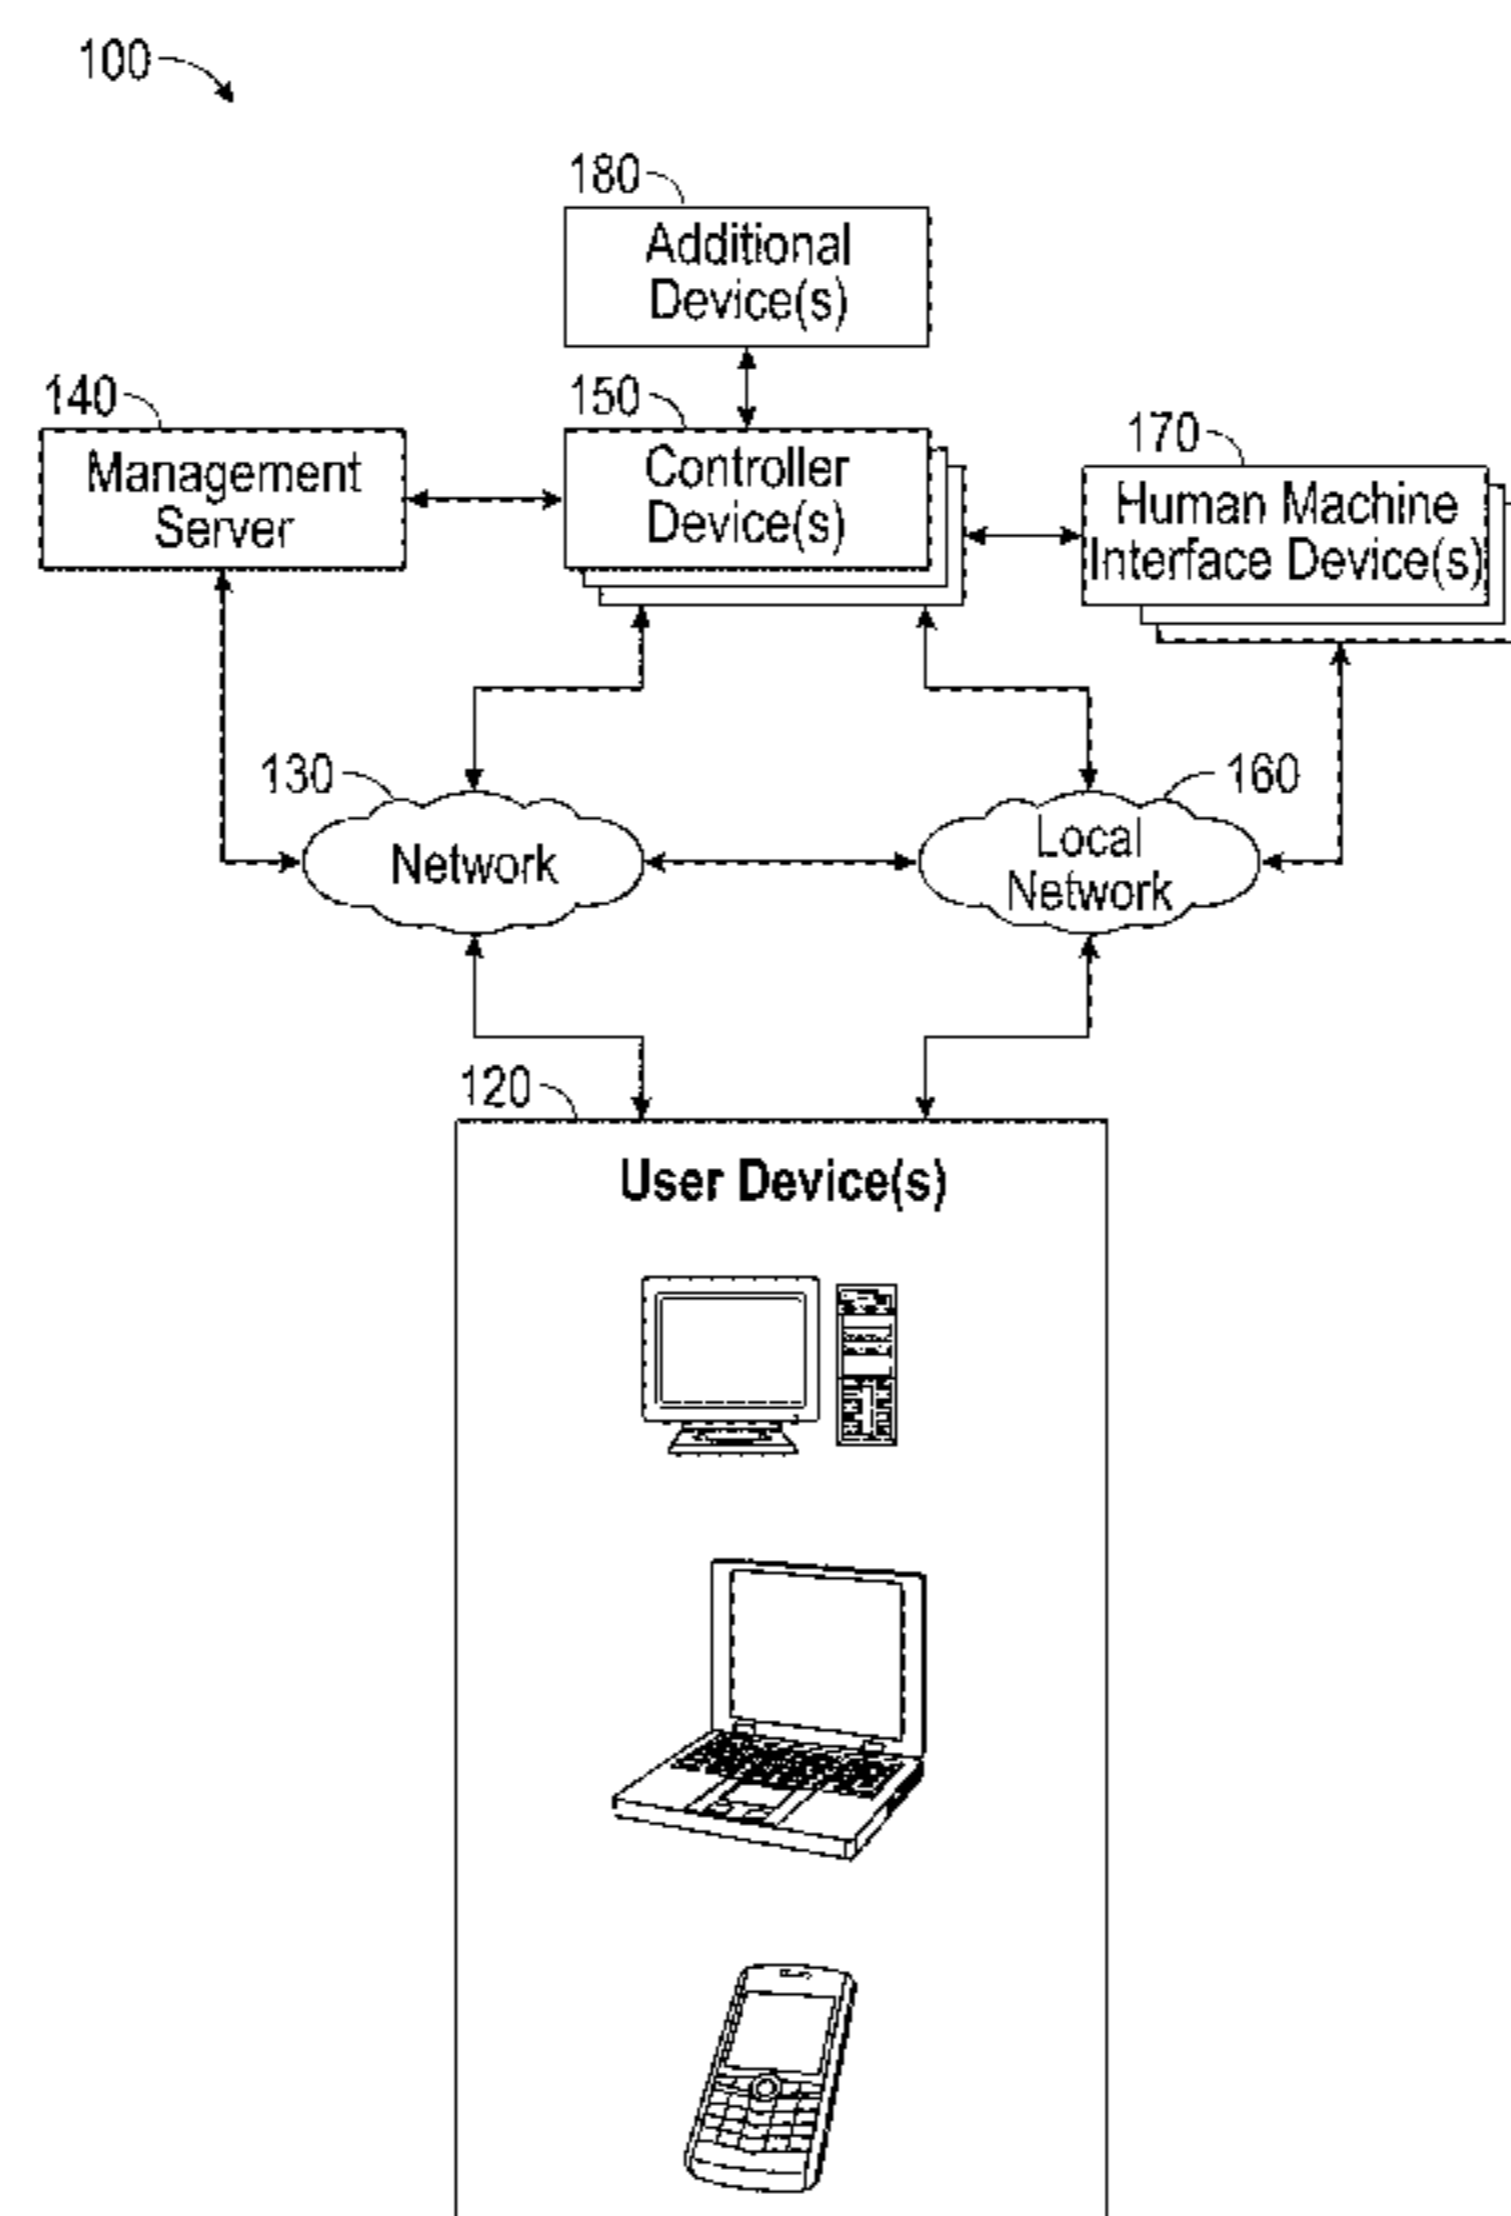 100
180
Additional
Device(s)
140
Management
Server
150
Controller
Device(s)
170
Human Machine
Interface Device(s)
130
Network
160
Local
Network
120
User Device(s)